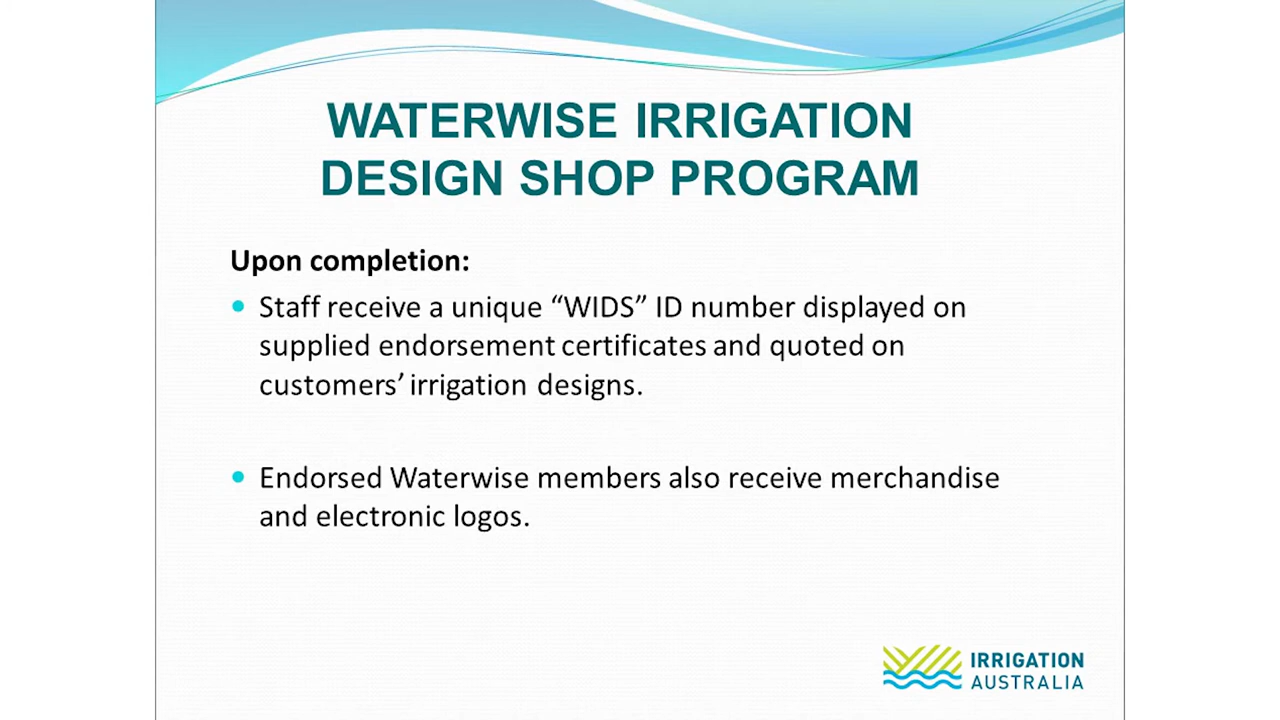 WATERWISE IRRIGATION
DESIGN SHOP PROGRAM
Upon completion:
• Staff receive a unique “WIDS” ID number displayed on
supplied endorsement certificates and quoted on
customers’ irrigation designs.
• Endorsed Waterwise members also receive merchandise
and electronic logos.
IRRIGATION
AUSTRALIA